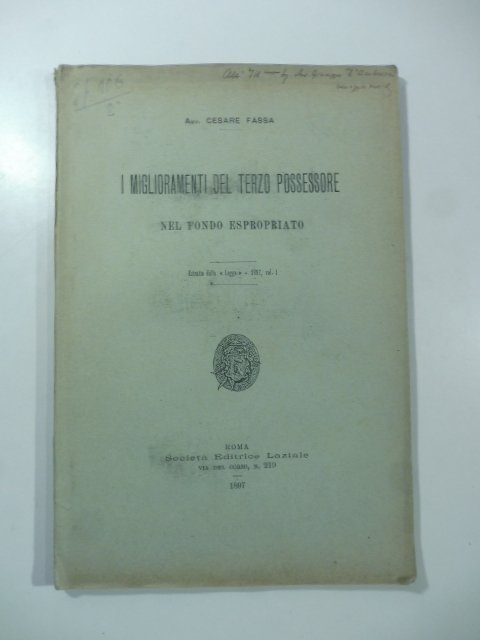 Avv. CESARE FASSA
I MIGLIORAMENTI DEL TERZO POSSESSORE
NEL FONDO ESPROPRIATO
Estratto dalla « Legge » - 1897, vol. I
ROMA
Società Editrice Laziale
VIA DEL CORSO, N. 219
1897